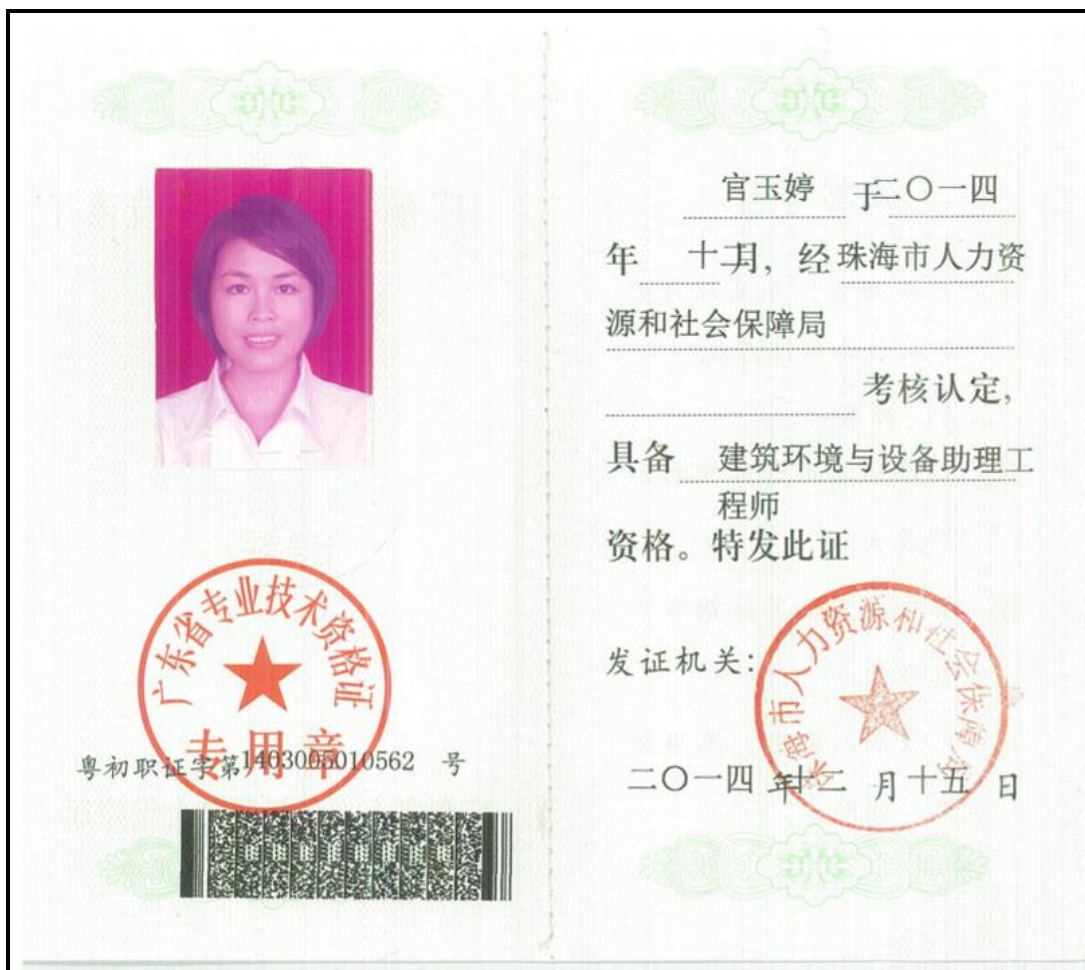 广东省专业技术资格证
专用章
粤初职证字第1403005010562 号
官玉婷 于二〇一四
年 十二月，经珠海市人力资
源和社会保障局
考核认定，
具备 建筑环境与设备助理工
程师
资格。特发此证
发证机关：
珠海市人力资源和社会保障局
二〇一四 年十二 月十五 日